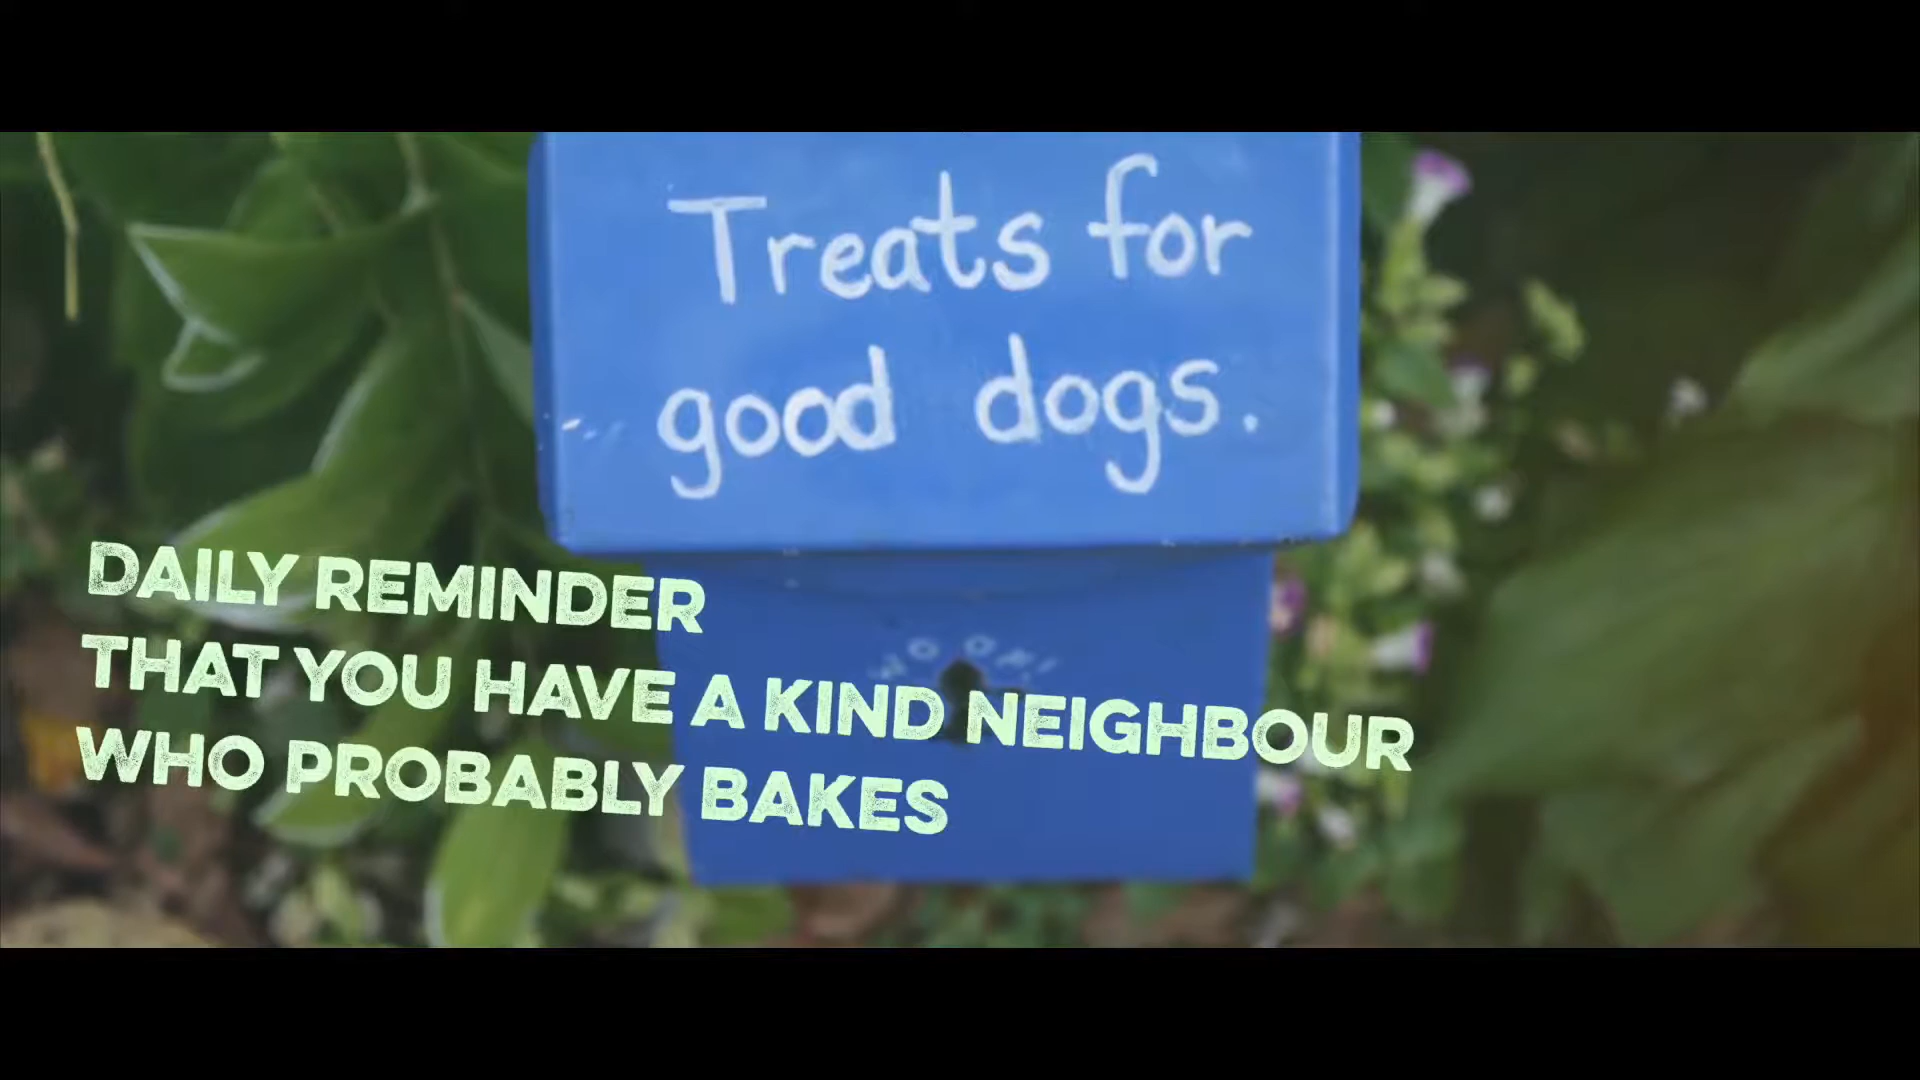 Treats for
good dogs.
DAILY REMINDER
THAT YOU HAVE A KIND NEIGHBOUR
WHO PROBABLY BAKES